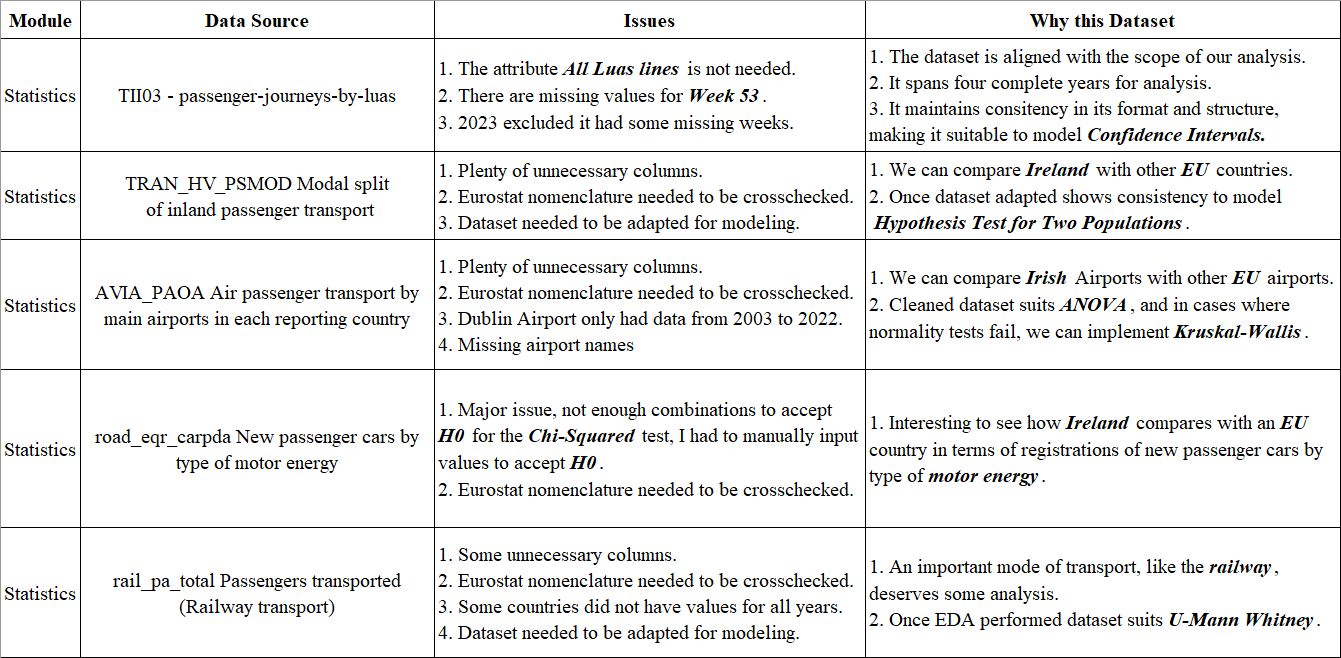 Module Data Source Issues Why this Dataset
Statistics
TII03 - passenger-journeys-by-luas
1. The attribute All Luas lines is not needed.
2. There are missing values for Week 53 .
3. 2023 excluded it had some missing weeks.
1. The dataset is aligned with the scope of our analysis.
2. It spans four complete years for analysis.
3. It maintains consitency in its format and structure,
making it suitable to model Confidence Intervals.
Statistics
TRAN_HV_PSMOD Modal split
of inland passenger transport
1. Plenty of unnecessary columns.
2. Eurostat nomenclature needed to be crosschecked.
3. Dataset needed to be adapted for modeling.
1. We can compare Ireland with other EU countries.
2. Once dataset adapted shows consistency to model
Hypothesis Test for Two Populations .
Statistics
AVIA_PAOA Air passenger transport by
main airports in each reporting country
1. Plenty of unnecessary columns.
2. Eurostat nomenclature needed to be crosschecked.
3. Dublin Airport only had data from 2003 to 2022.
4. Missing airport names
1. We can compare Irish Airports with other EU airports.
2. Cleaned dataset suits ANOVA , and in cases where
normality tests fail, we can implement Kruskal-Wallis .
Statistics
road_eqr_carpda New passenger cars by
type of motor energy
1. Major issue, not enough combinations to accept
H0 for the Chi-Squared test, I had to manually input
values to accept H0 .
2. Eurostat nomenclature needed to be crosschecked.
1. Interesting to see how Ireland compares with an EU
country in terms of registrations of new passenger cars by
type of motor energy .
Statistics
rail_pa_total Passengers transported
(Railway transport)
1. Some unnecessary columns.
2. Eurostat nomenclature needed to be crosschecked.
3. Some countries did not have values for all years.
4. Dataset needed to be adapted for modeling.
1. An important mode of transport, like the railway ,
deserves some analysis.
2. Once EDA performed dataset suits U-Mann Whitney .